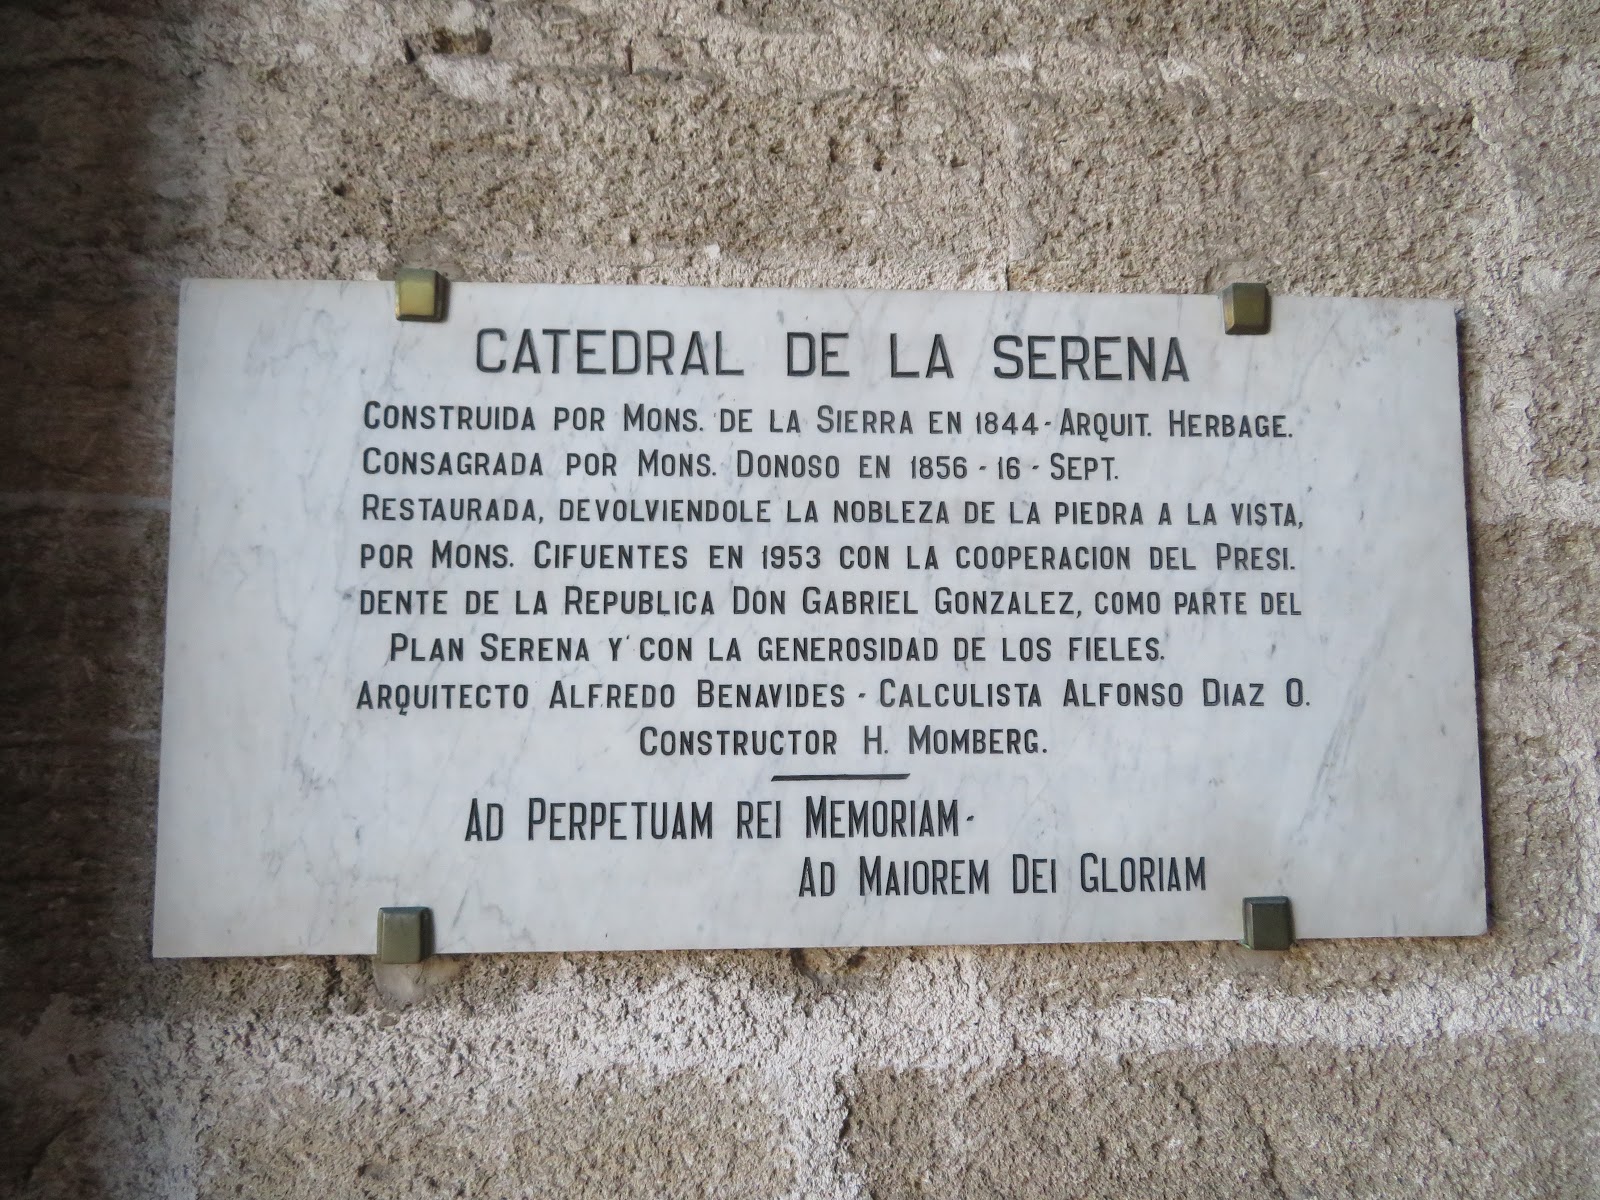 CATEDRAL DE LA SERENA
CONSTRUIDA POR MONS. DE LA SIERRA EN 1844 - ARQUIT. HERBAGE.
CONSAGRADA POR MONS. DONOSO EN 1856 - 16 - SEPT.
RESTAURADA, DEVOLVIENDOLE LA NOBLEZA DE LA PIEDRA A LA VISTA,
POR MONS. CIFUENTES EN 1953 CON LA COOPERACION DEL PRESI.
DENTE DE LA REPUBLICA DON GABRIEL GONZALEZ, COMO PARTE DEL
PLAN SERENA Y CON LA GENEROSIDAD DE LOS FIELES.
ARQUITECTO ALFREDO BENAVIDES - CALCULISTA ALFONSO DIAZ O.
CONSTRUCTOR H. MOMBERG.
AD PERPETUAM REI MEMORIAM -
AD MAIOREM DEI GLORIAM